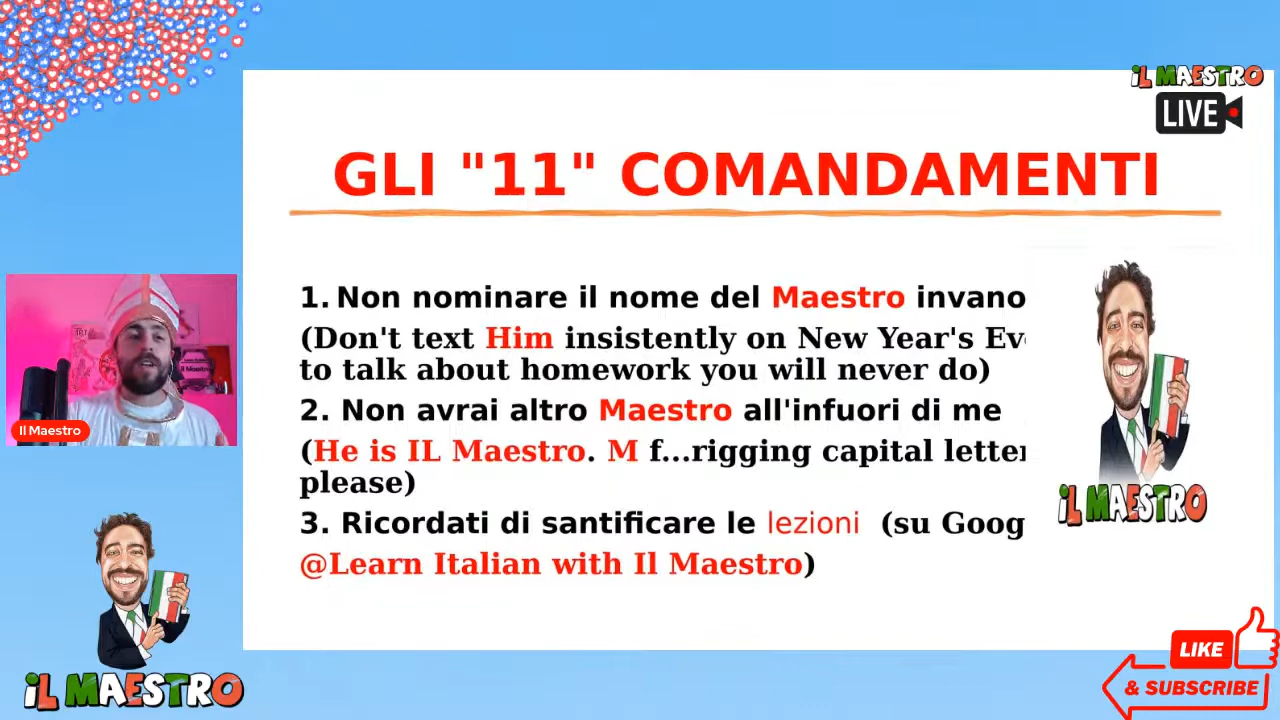 iL MAESTRO
LIVE
GLI "11" COMANDAMENTI
1. Non nominare il nome del Maestro invano
(Don't text Him insistently on New Year's Eve
to talk about homework you will never do)
2. Non avrai altro Maestro all'infuori di me
(He is IL Maestro. M f...rigging capital letter
please)
3. Ricordati di santificare le lezioni (su Goog
@Learn Italian with Il Maestro)
iL MAESTRO
Il Maestro
iL MAESTRO
LIKE
& SUBSCRIBE